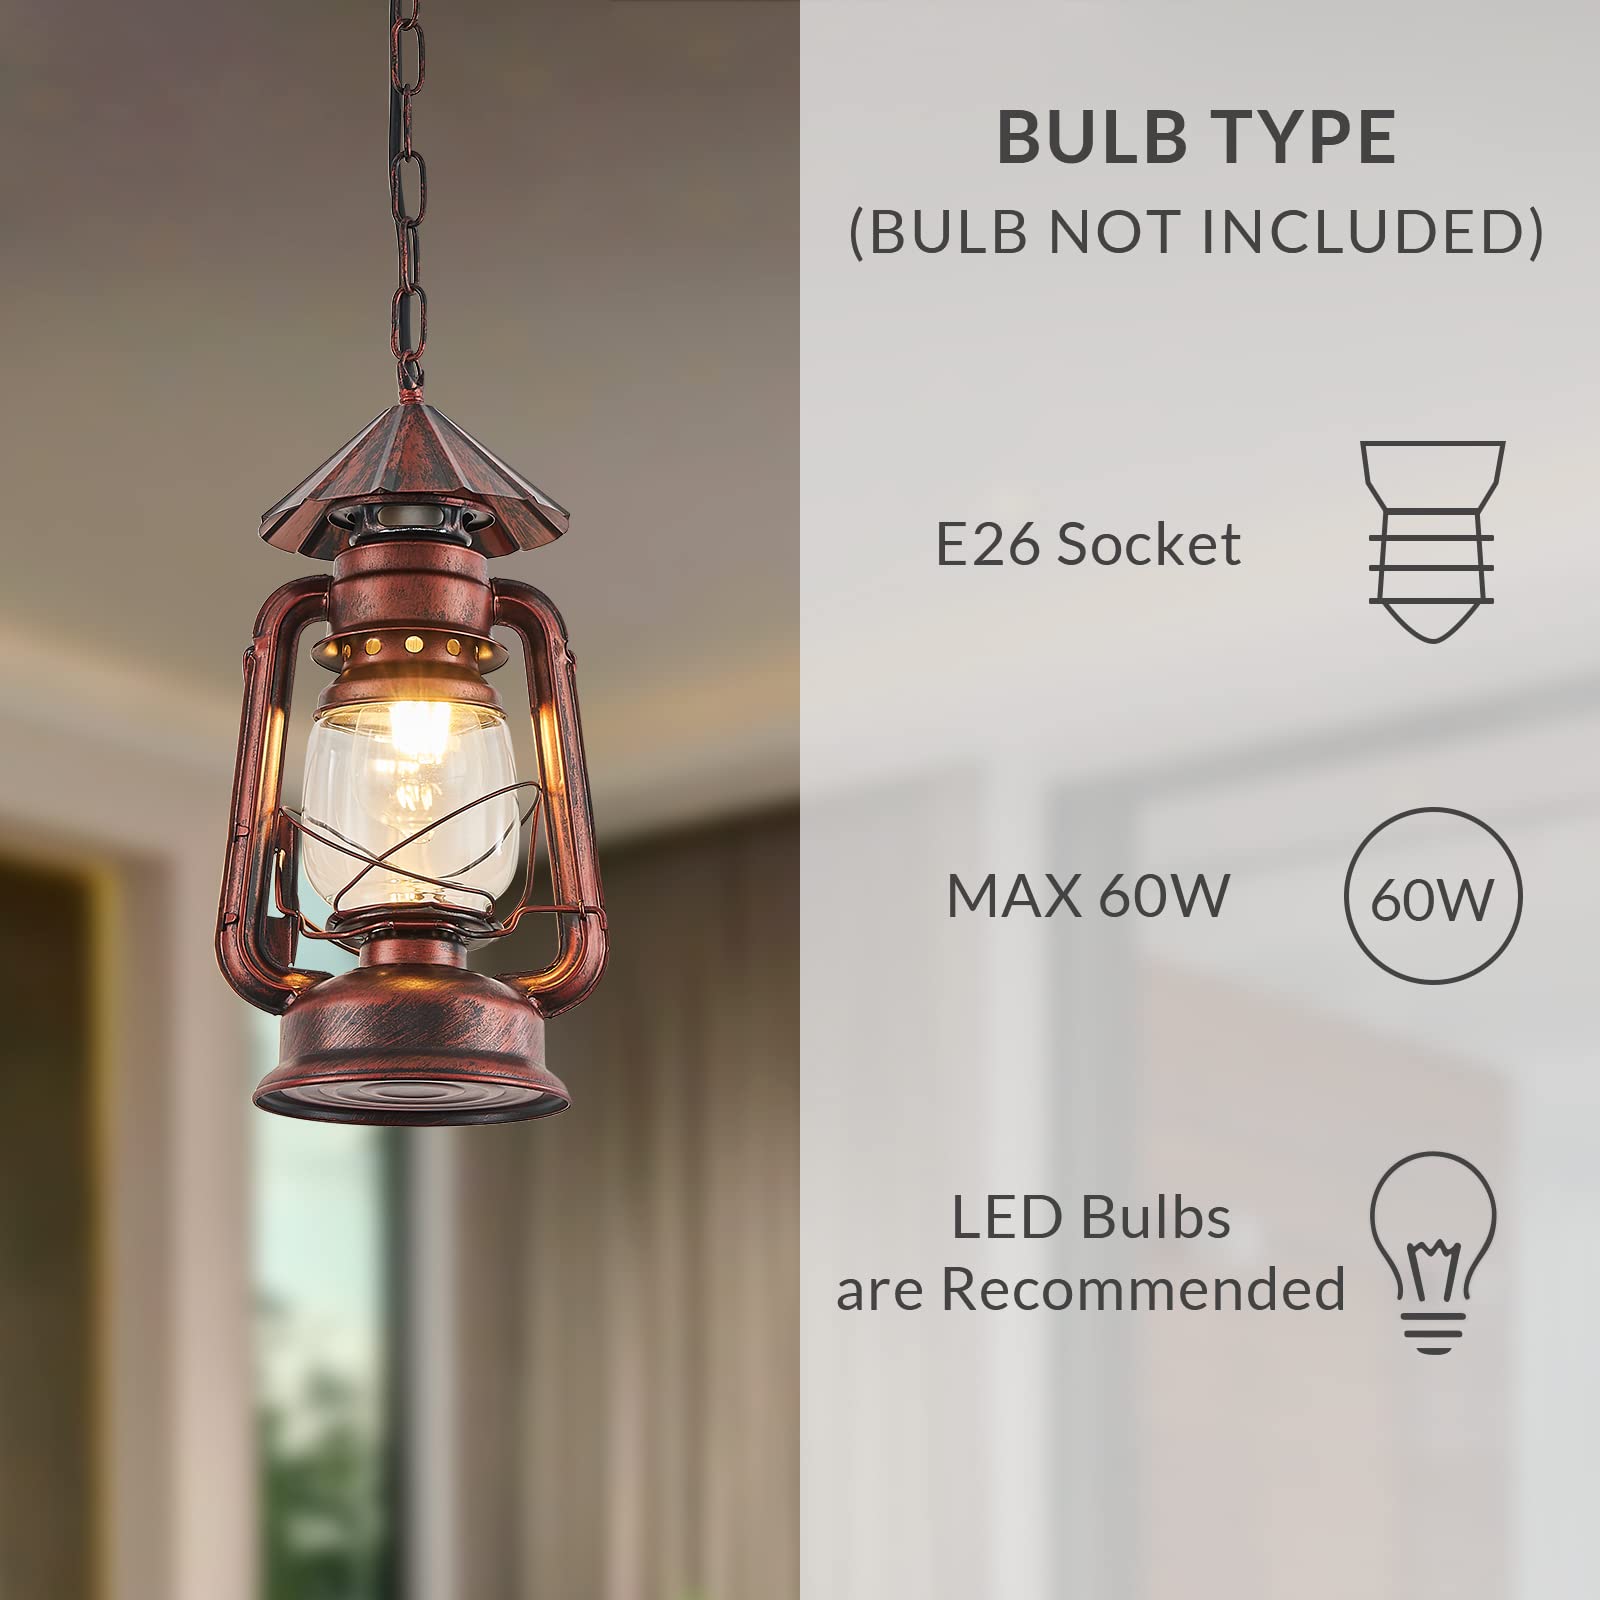 BULB TYPE
(BULB NOT INCLUDED)
E26 Socket
MAX 60W
60W
LED Bulbs
are Recommended